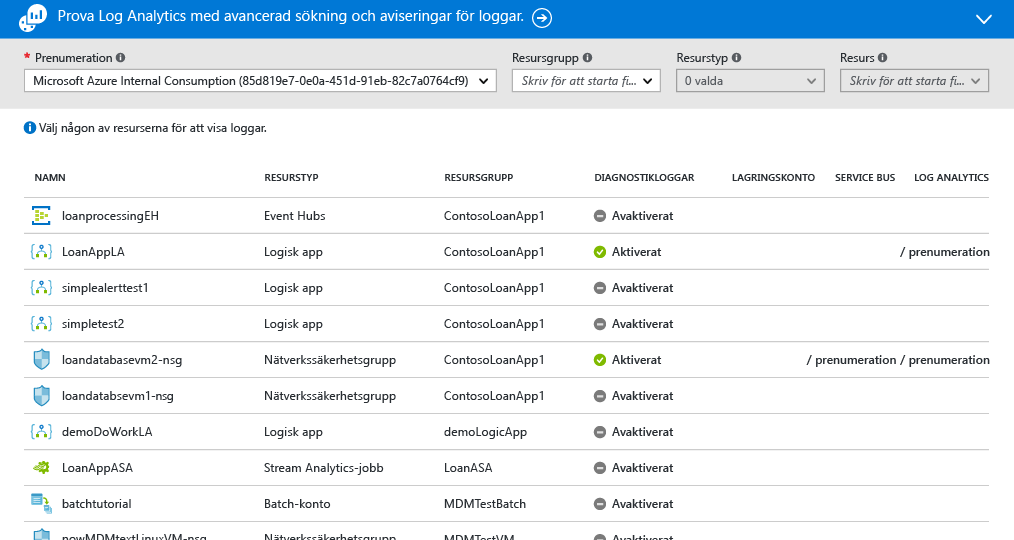 Prova Log Analytics med avancerad sökning och aviseringar för loggar.
* Prenumeration Resursgrupp Resurstyp Resurs
Microsoft Azure Internal Consumption (85d819e7-0e0a-451d-91eb-82c7a0764cf9) Skriv för att starta fi... 0 valda Skriv för att starta fi...
Välj någon av resurserna för att visa loggar.
NAMN RESURSTYP RESURSGRUPP DIAGNOSTIKLOGGAR LAGRINGSKONTO SERVICE BUS LOG ANALYTICS
loanprocessingEH Event Hubs ContosoLoanApp1 Avaktiverat
LoanAppLA Logisk app ContosoLoanApp1 Aktiverat / prenumeration
simplealerttest1 Logisk app ContosoLoanApp1 Avaktiverat
simpletest2 Logisk app ContosoLoanApp1 Avaktiverat
loandatabasevm2-nsg Nätverkssäkerhetsgrupp ContosoLoanApp1 Aktiverat / prenumeration / prenumeration
loandatabsevm1-nsg Nätverkssäkerhetsgrupp ContosoLoanApp1 Avaktiverat
demoDoWorkLA Logisk app demoLogicApp Avaktiverat
LoanAppASA Stream Analytics-jobb LoanASA Avaktiverat
batchtutorial Batch-konto MDMTestBatch Avaktiverat
nowMDMtextLinuxVM-nsg Nätverkssäkerhetsgrupp MDMTestVM Avaktiverat